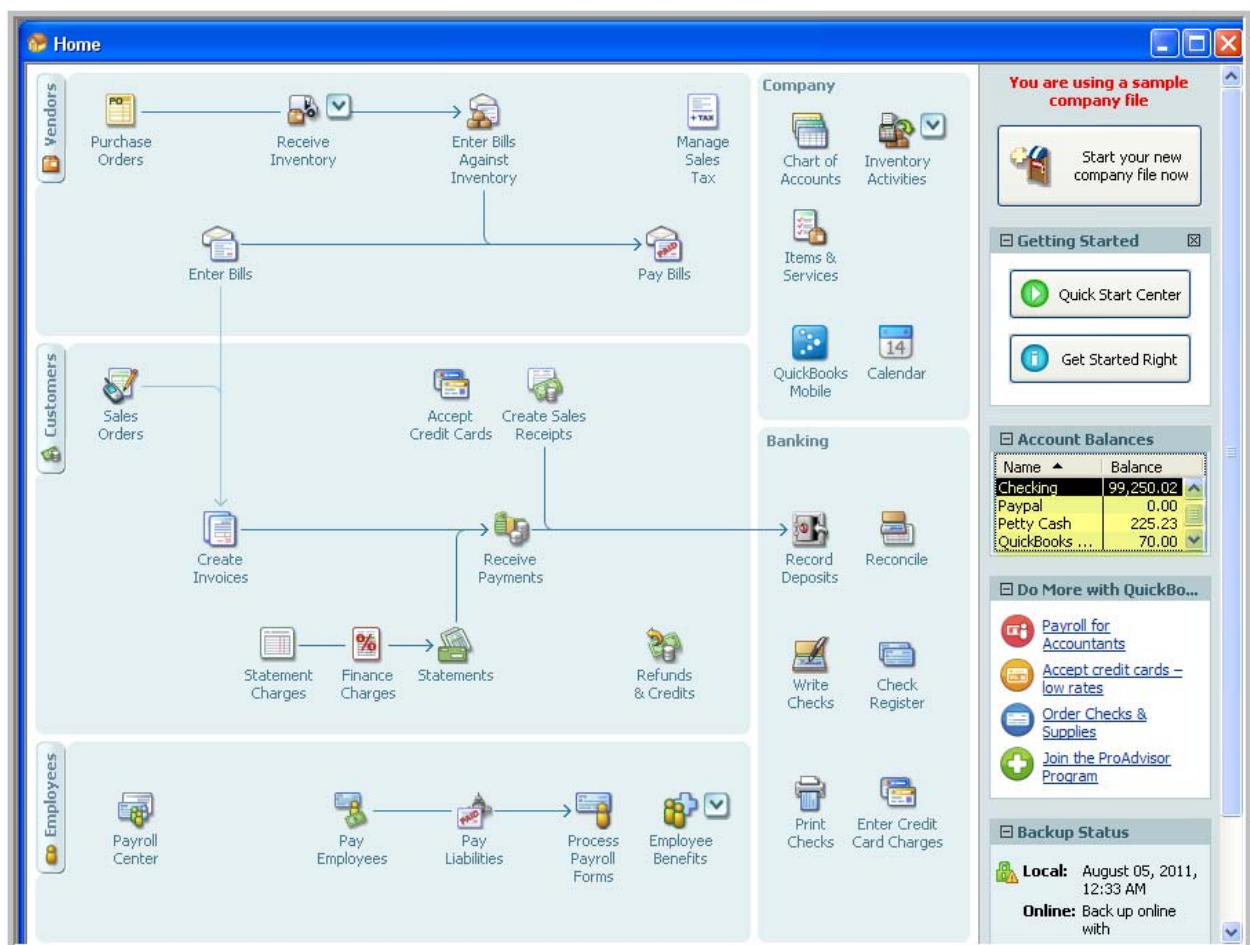 Home
Vendors
PO
Purchase
Orders
Receive
Inventory
Enter Bills
Against
Inventory
+TAX
Manage
Sales
Tax
Enter Bills
PAID
Pay Bills
Customers
Sales
Orders
Accept
Credit Cards
Create Sales
Receipts
Create
Invoices
Receive
Payments
Statement
Charges
%
Finance
Charges
Statements
Refunds
& Credits
Employees
Payroll
Center
Pay
Employees
PAID
Pay
Liabilities
Process
Payroll
Forms
Employee
Benefits
Company
Chart of
Accounts
Inventory
Activities
Items &
Services
QuickBooks
Mobile
14
Calendar
Banking
Record
Deposits
Reconcile
Write
Checks
Check
Register
Print
Checks
Enter Credit
Card Charges
You are using a sample
company file
Start your new
company file now
Getting Started
Quick Start Center
Get Started Right
Account Balances
Name Balance
Checking 99,250.02
Paypal 0.00
Petty Cash 225.23
QuickBooks ... 70.00
Do More with QuickBo...
Payroll for
Accountants
Accept credit cards –
low rates
Order Checks &
Supplies
Join the ProAdvisor
Program
Backup Status
Local: August 05, 2011,
12:33 AM
Online: Back up online
with